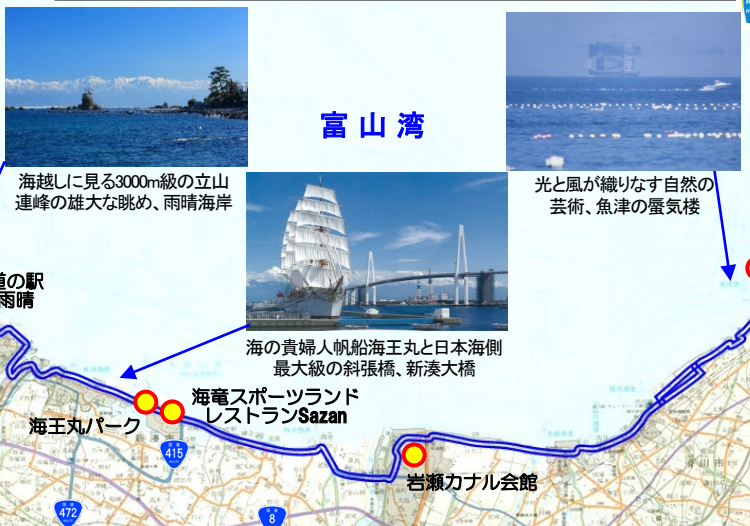 富山湾
海越しに見る3000m級の立山
連峰の雄大な眺め、雨晴海岸
光と風が織りなす自然の
芸術、魚津の蜃気楼
道の駅
雨晴
海の貴婦人帆船海王丸と日本海側
最大級の斜張橋、新湊大橋
海竜スポーツランド
レストランSazan
海王丸パーク
岩瀬カナル会館
国道
415
国道
472
国道
8